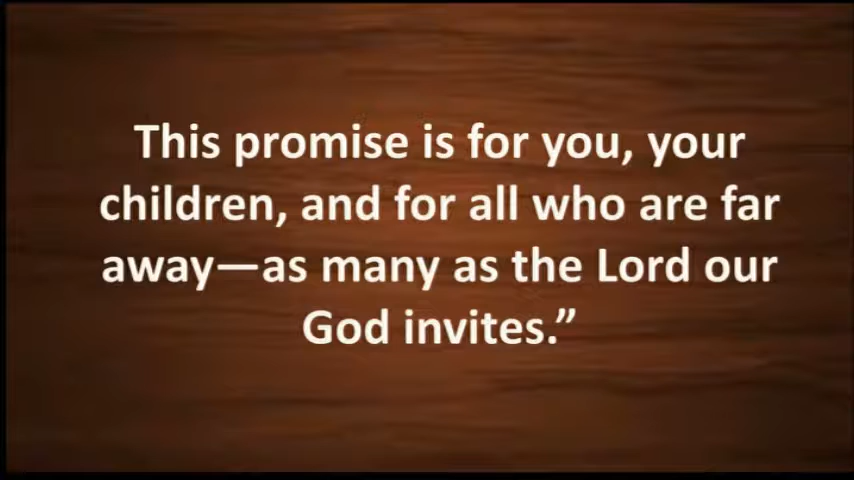 This promise is for you, your
children, and for all who are far
away—as many as the Lord our
God invites.”